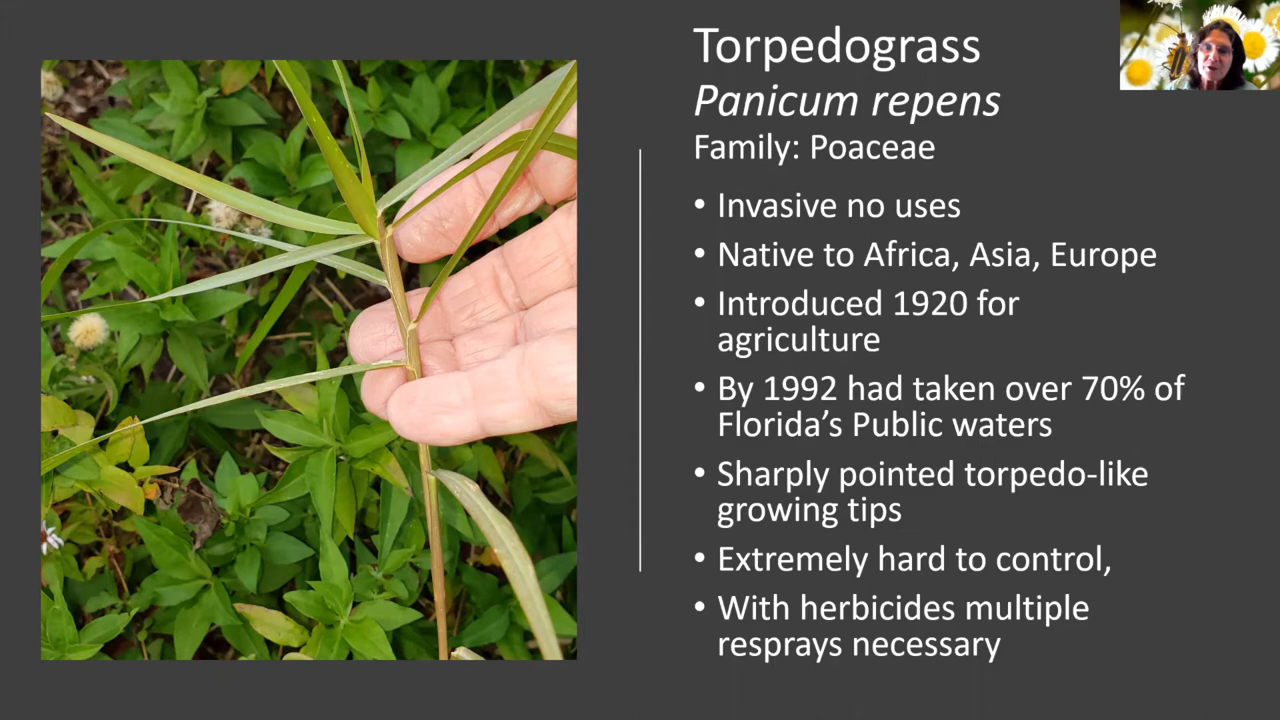 Torpedograss
Panicum repens
Family: Poaceae
• Invasive no uses
• Native to Africa, Asia, Europe
• Introduced 1920 for
agriculture
• By 1992 had taken over 70% of
Florida’s Public waters
• Sharply pointed torpedo-like
growing tips
• Extremely hard to control,
• With herbicides multiple
resprays necessary